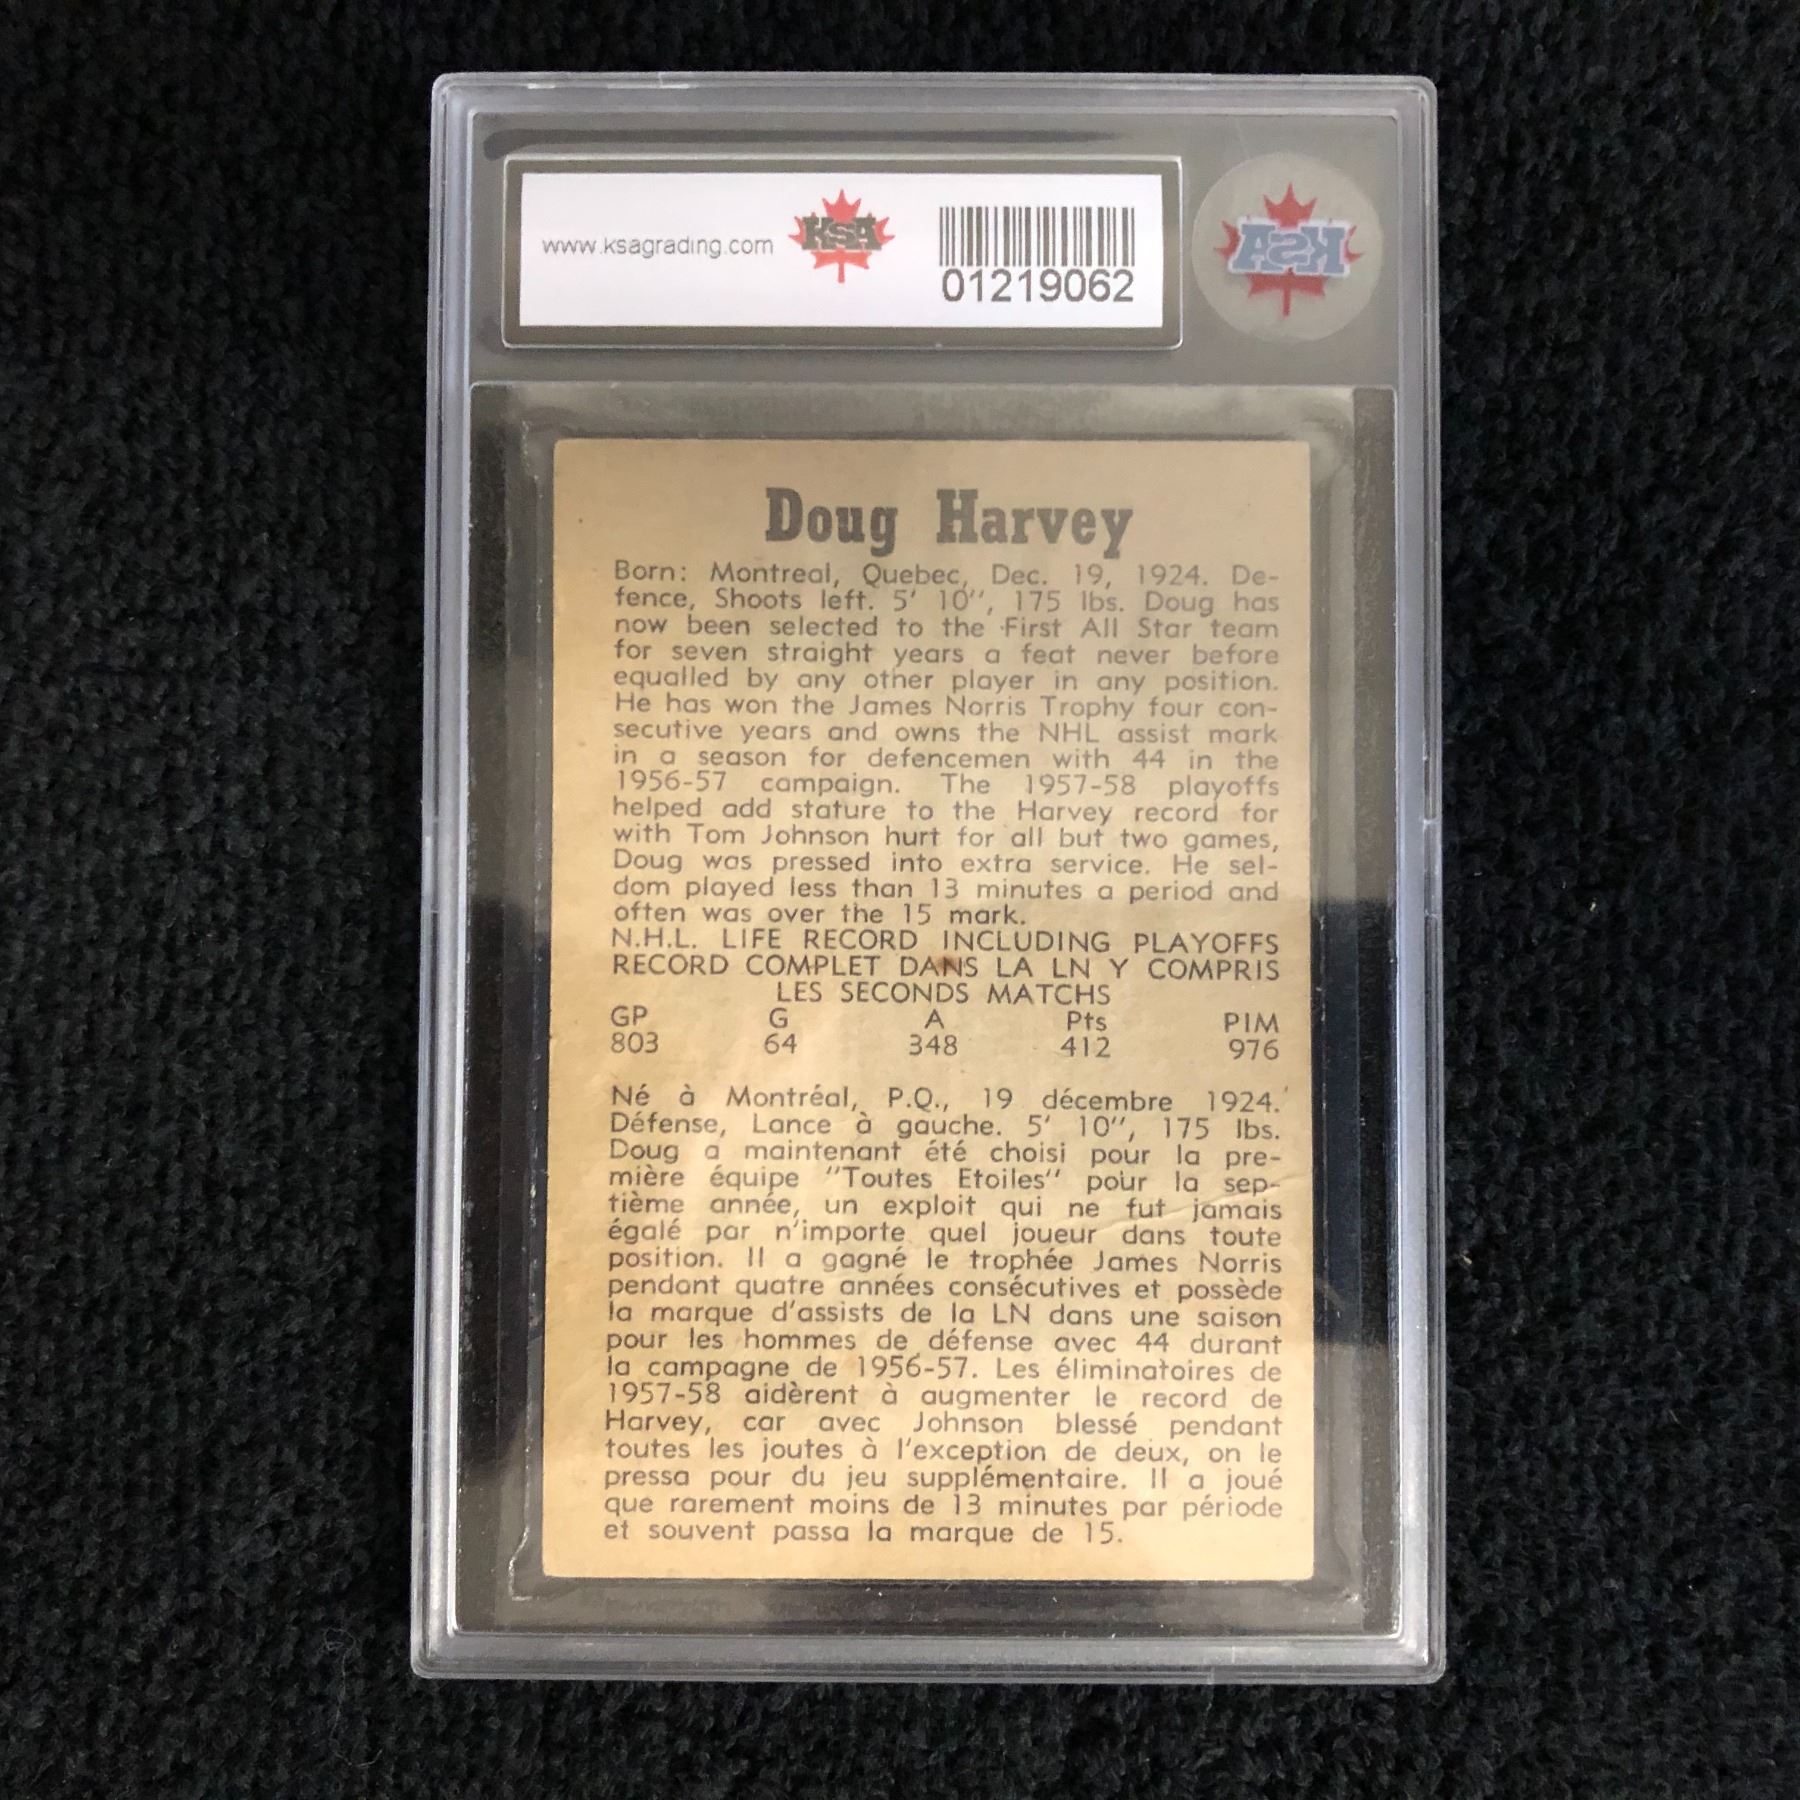 www.ksagrading.com
KSA
01219062
KSA
Doug Harvey
Born: Montreal, Quebec, Dec. 19, 1924. De-
fence, Shoots left. 5' 10", 175 lbs. Doug has
now been selected to the First All Star team
for seven straight years a feat never before
equalled by any other player in any position.
He has won the James Norris Trophy four con-
secutive years and owns the NHL assist mark
in a season for defencemen with 44 in the
1956-57 campaign. The 1957-58 playoffs
helped add stature to the Harvey record for
with Tom Johnson hurt for all but two games,
Doug was pressed into extra service. He sel-
dom played less than 13 minutes a period and
often was over the 15 mark.
N.H.L. LIFE RECORD INCLUDING PLAYOFFS
RECORD COMPLET DANS LA LN Y COMPRIS
LES SECONDS MATCHS
GP G A Pts PIM
803 64 348 412 976
Né à Montréal, P.Q., 19 décembre 1924.
Défense, Lance à gauche. 5' 10", 175 lbs.
Doug a maintenant été choisi pour la pre-
mière équipe "Toutes Etoiles" pour la sep-
tième année, un exploit qui ne fut jamais
égalé par n'importe quel joueur dans toute
position. Il a gagné le trophée James Norris
pendant quatre années consécutives et possède
la marque d'assists de la LN dans une saison
pour les hommes de défense avec 44 durant
la campagne de 1956-57. Les éliminatoires de
1957-58 aidèrent à augmenter le record de
Harvey, car avec Johnson blessé pendant
toutes les joutes à l'exception de deux, on le
pressa pour du jeu supplémentaire. Il a joué
que rarement moins de 13 minutes par période
et souvent passa la marque de 15.